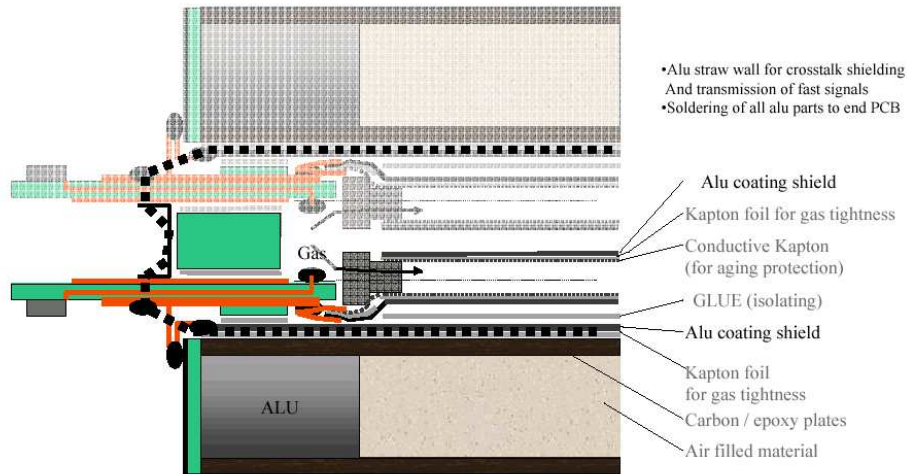 •Alu straw wall for crosstalk shielding
And transmission of fast signals
•Soldering of all alu parts to end PCB
Alu coating shield
Kapton foil for gas tightness
Conductive Kapton
(for aging protection)
Gas
GLUE (isolating)
Alu coating shield
Kapton foil
for gas tightness
ALU
Carbon / epoxy plates
Air filled material